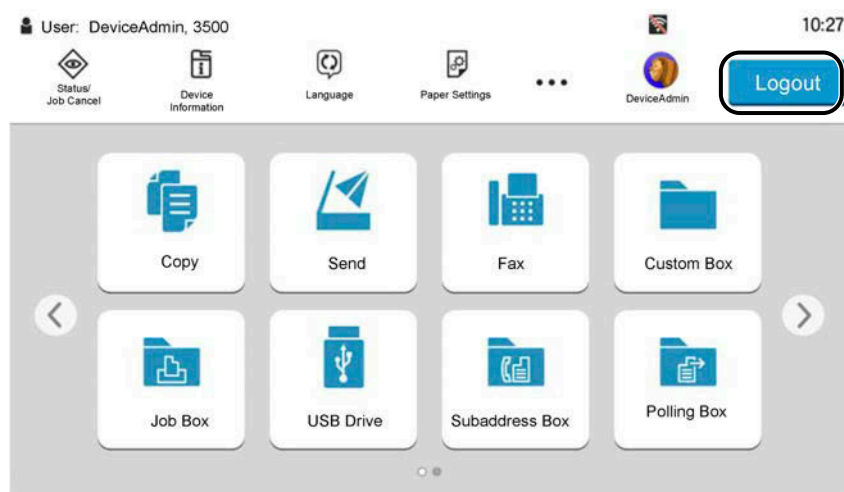 User: DeviceAdmin, 3500
10:27
Status/
Job Cancel
Device
Information
Language
Paper Settings
DeviceAdmin
Logout
Copy
Send
Fax
Custom Box
Job Box
USB Drive
Subaddress Box
Polling Box